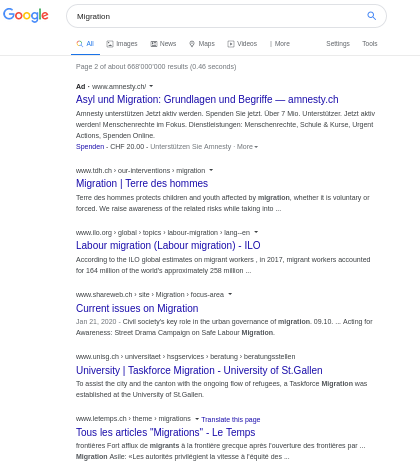 Google
Migration
All Images News Maps Videos More Settings Tools
Page 2 of about 668'000'000 results (0.46 seconds)
Ad · www.amnesty.ch/
Asyl und Migration: Grundlagen und Begriffe — amnesty.ch
Amnesty unterstützen Jetzt aktiv werden. Spenden Sie jetzt. Über 7 Mio. Unterstützer. Jetzt aktiv
werden! Menschenrechte im Fokus. Dienstleistungen: Menschenrechte, Schule & Kurse, Urgent
Actions, Spenden Online.
Spenden - CHF 20.00 - Unterstützen Sie Amnesty · More
www.tdh.ch › our-interventions › migration
Migration | Terre des hommes
Terre des hommes protects children and youth affected by migration, whether it is voluntary or
forced. We raise awareness of the related risks while taking into ...
www.ilo.org › global › topics › labour-migration › lang--en
Labour migration (Labour migration) - ILO
According to the ILO global estimates on migrant workers , in 2017, migrant workers accounted
for 164 million of the world's approximately 258 million ...
www.shareweb.ch › site › Migration › focus-area
Current issues on Migration
Jan 21, 2020 - Civil society's key role in the urban governance of migration. 09.10. ... Acting for
Awareness: Street Drama Campaign on Safe Labour Migration.
www.unisg.ch › universitaet › hsgservices › beratung › beratungsstellen
University | Taskforce Migration - University of St.Gallen
To assist the city and the canton with the ongoing flow of refugees, a Taskforce Migration was
established at the University of St.Gallen.
www.letemps.ch › theme › migrations Translate this page
Tous les articles "Migrations" - Le Temps
frontières Fort afflux de migrants à la frontière grecque après l'ouverture des frontières par ...
Migration Asile: «Les autorités privilégient la vitesse à l'équité des ...